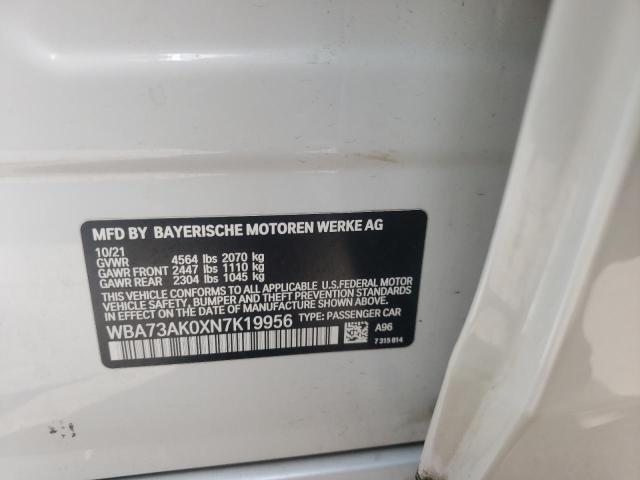 MFD BY BAYERISCHE MOTOREN WERKE AG
10/21
GVWR 4564 lbs 2070 kg
GAWR FRONT 2447 lbs 1110 kg
GAWR REAR 2304 lbs 1045 kg
THIS VEHICLE CONFORMS TO ALL APPLICABLE U.S.FEDERAL MOTOR
VEHICLE SAFETY, BUMPER, AND THEFT PREVENTION STANDARDS IN
EFFECT ON THE DATE OF MANUFACTURE SHOWN ABOVE.
WBA73AK0XN7K19956 TYPE: PASSENGER CAR
A96
7 315 814